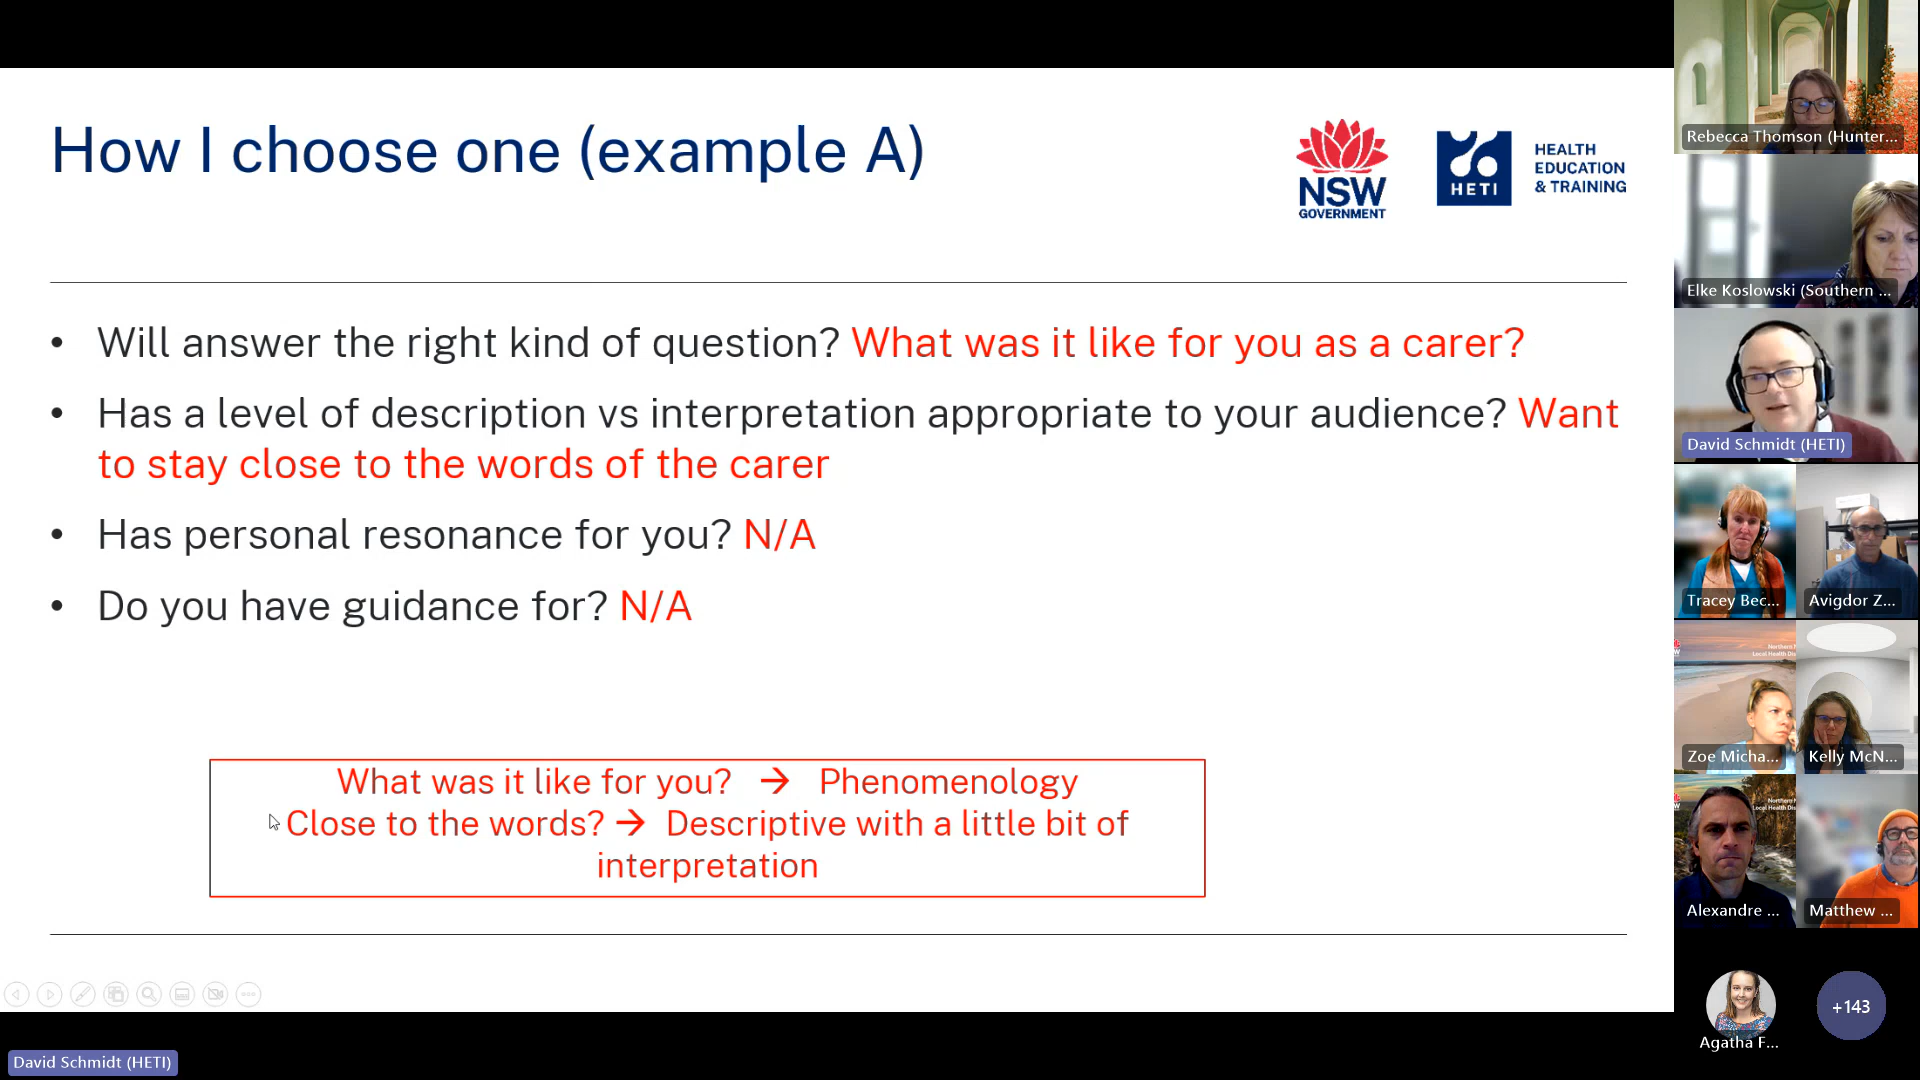 How I choose one (example A)
NSW
GOVERNMENT
HETI
HEALTH
EDUCATION
& TRAINING
• Will answer the right kind of question? What was it like for you as a carer?
• Has a level of description vs interpretation appropriate to your audience? Want
to stay close to the words of the carer
• Has personal resonance for you? N/A
• Do you have guidance for? N/A
What was it like for you? → Phenomenology
Close to the words? → Descriptive with a little bit of
interpretation
David Schmidt (HETI)
Rebecca Thomson (Hunter...
Elke Koslowski (Southern ...
David Schmidt (HETI)
Tracey Bec...
Avigdor Z...
Zoe Micha...
Kelly McN...
Alexandre ...
Matthew ...
Agatha F...
+143